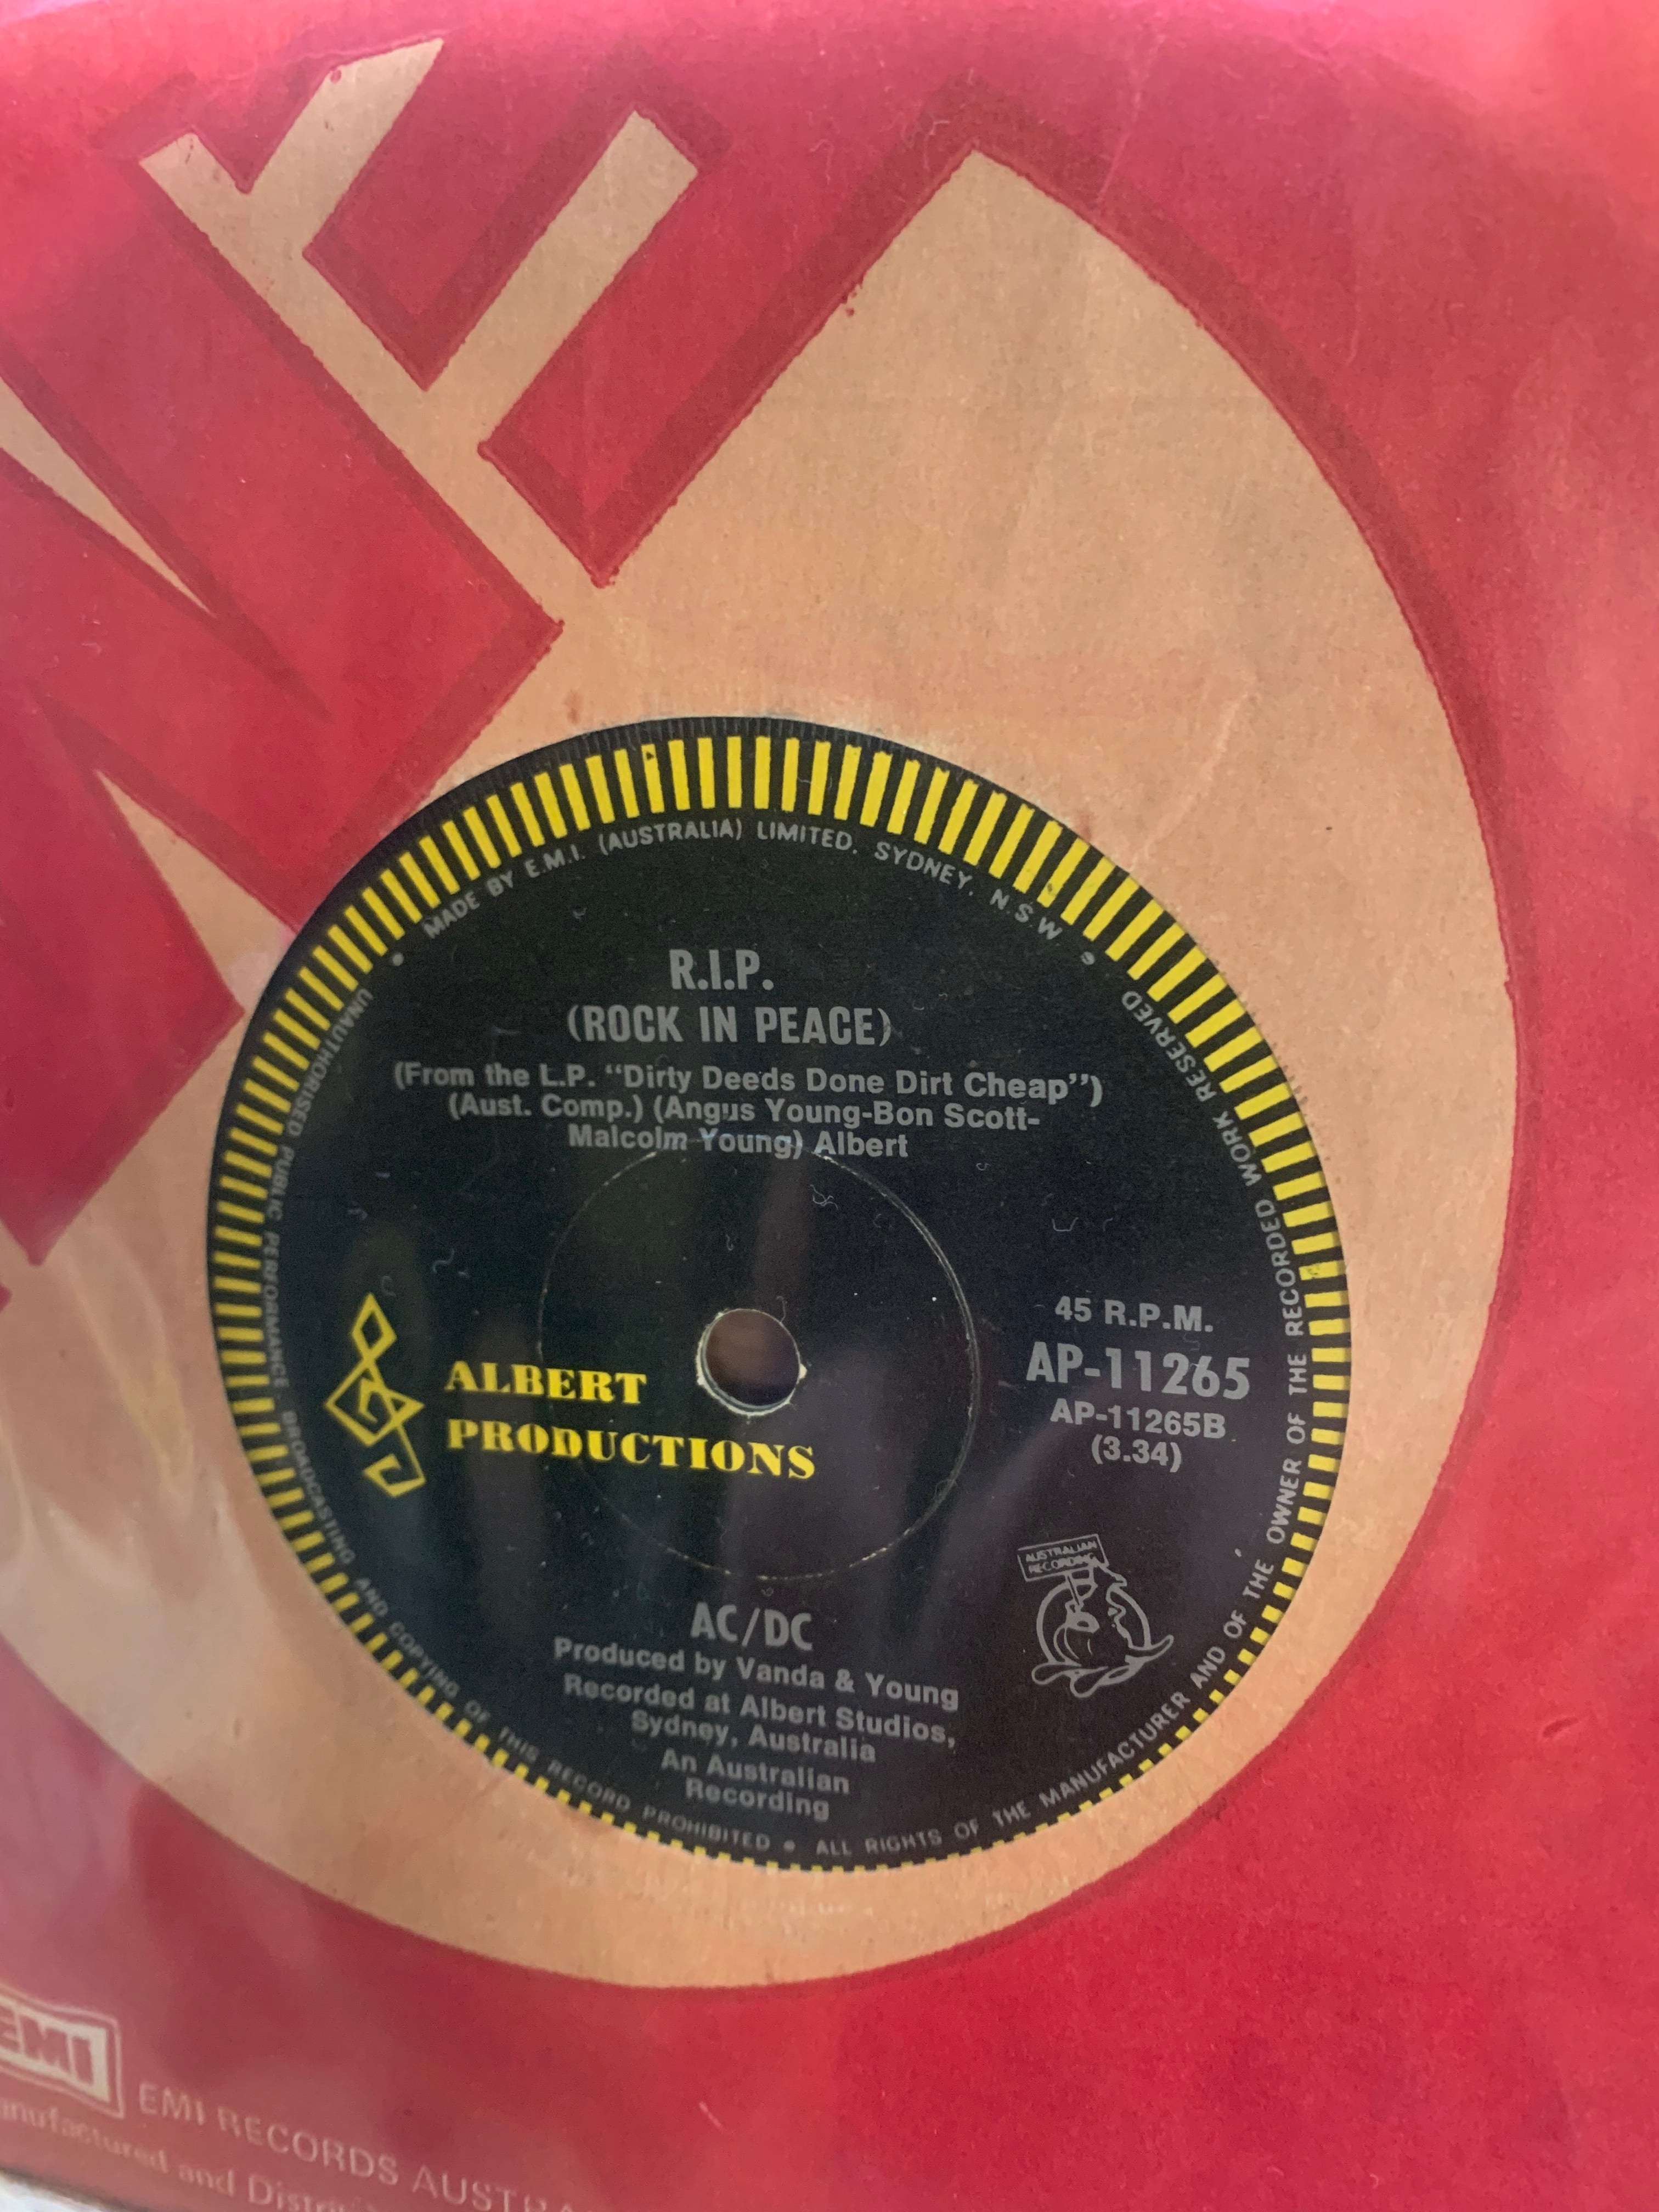 MADE BY E.M.I. (AUSTRALIA) LIMITED. SYDNEY. N.S.W.
R.I.P.
(ROCK IN PEACE)
(From the L.P. “Dirty Deeds Done Dirt Cheap”)
(Aust. Comp.) (Angus Young-Bon Scott-
Malcolm Young) Albert
45 R.P.M.
AP-11265
AP-11265B
(3.34)
ALBERT
PRODUCTIONS
AUSTRALIAN
RECORDING
AC/DC
Produced by Vanda & Young
Recorded at Albert Studios,
Sydney, Australia
An Australian
Recording
UNAUTHORISED PUBLIC PERFORMANCE BROADCASTING AND COPYING OF THIS RECORD PROHIBITED • ALL RIGHTS OF THE MANUFACTURER AND OF THE OWNER OF THE RECORDED WORK RESERVED
EMI
EMI RECORDS
and